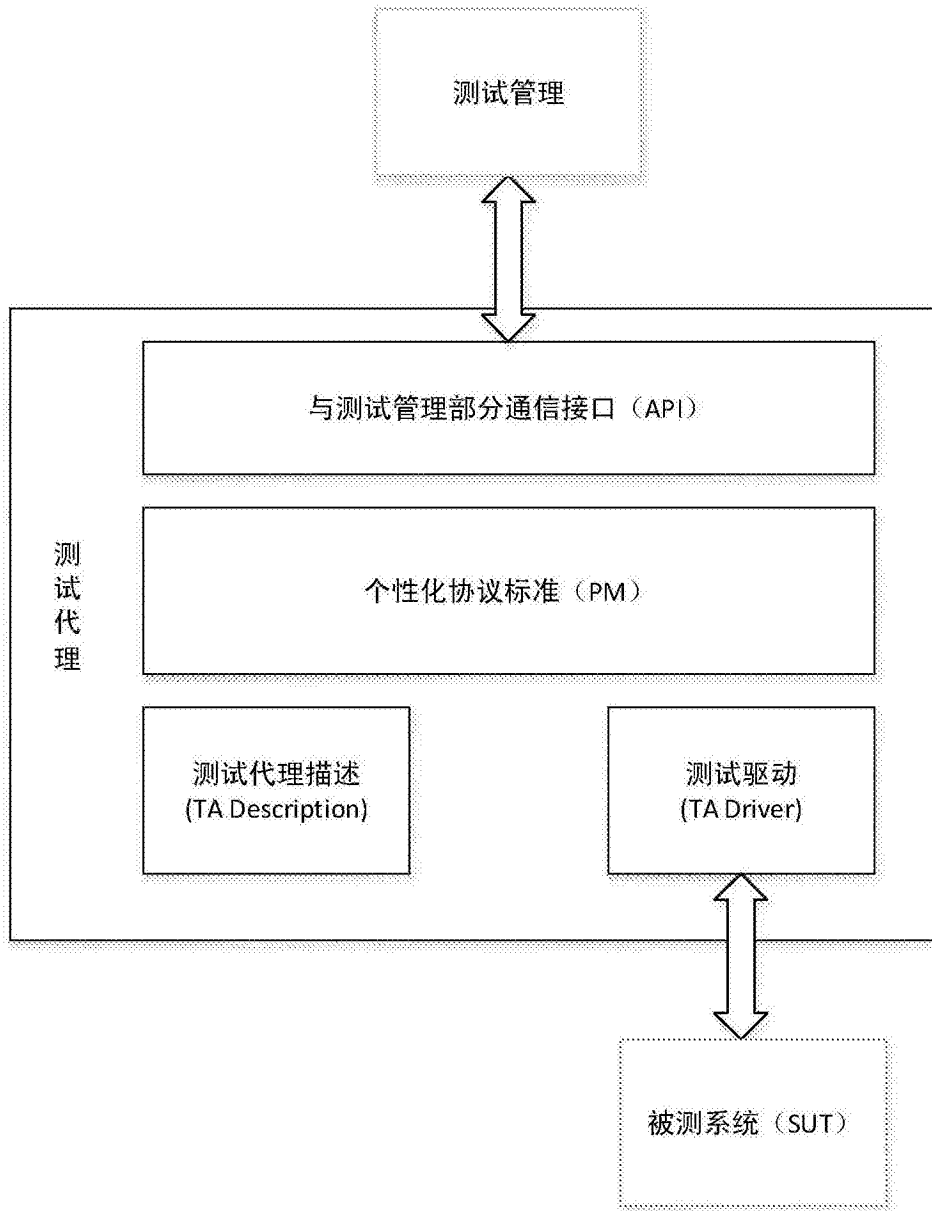 测试管理
与测试管理部分通信接口（API）
个性化协议标准（PM）
测
试
代
理
测试代理描述
(TA Description)
测试驱动
(TA Driver)
被测系统（SUT）